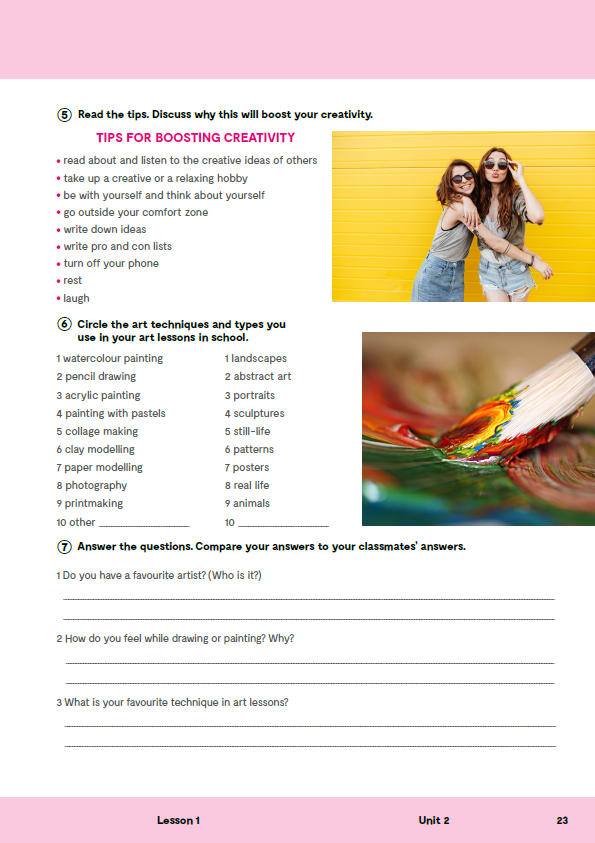 5 Read the tips. Discuss why this will boost your creativity.
TIPS FOR BOOSTING CREATIVITY
• read about and listen to the creative ideas of others
• take up a creative or a relaxing hobby
• be with yourself and think about yourself
• go outside your comfort zone
• write down ideas
• write pro and con lists
• turn off your phone
• rest
• laugh
6 Circle the art techniques and types you
use in your art lessons in school.
1 watercolour painting
2 pencil drawing
3 acrylic painting
4 painting with pastels
5 collage making
6 clay modelling
7 paper modelling
8 photography
9 printmaking
10 other
1 landscapes
2 abstract art
3 portraits
4 sculptures
5 still-life
6 patterns
7 posters
8 real life
9 animals
10
7 Answer the questions. Compare your answers to your classmates' answers.
1 Do you have a favourite artist? (Who is it?)
2 How do you feel while drawing or painting? Why?
3 What is your favourite technique in art lessons?
Lesson 1 Unit 2 23